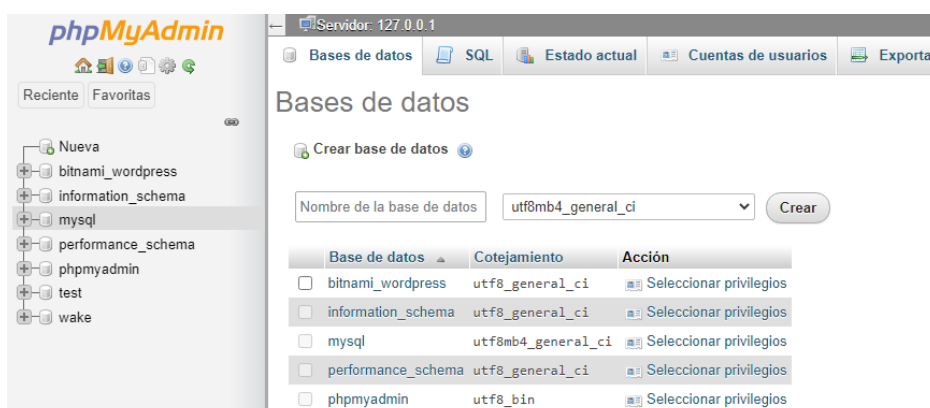 phpMyAdmin
Reciente Favoritas
Nueva
bitnami_wordpress
information_schema
mysql
performance_schema
phpmyadmin
test
wake
Servidor: 127.0.0.1
Bases de datos SQL Estado actual Cuentas de usuarios Exporta
Bases de datos
Crear base de datos
Nombre de la base de datos utf8mb4_general_ci Crear
Base de datos Cotejamiento Acción
bitnami_wordpress utf8_general_ci Seleccionar privilegios
information_schema utf8_general_ci Seleccionar privilegios
mysql utf8mb4_general_ci Seleccionar privilegios
performance_schema utf8_general_ci Seleccionar privilegios
phpmyadmin utf8_bin Seleccionar privilegios